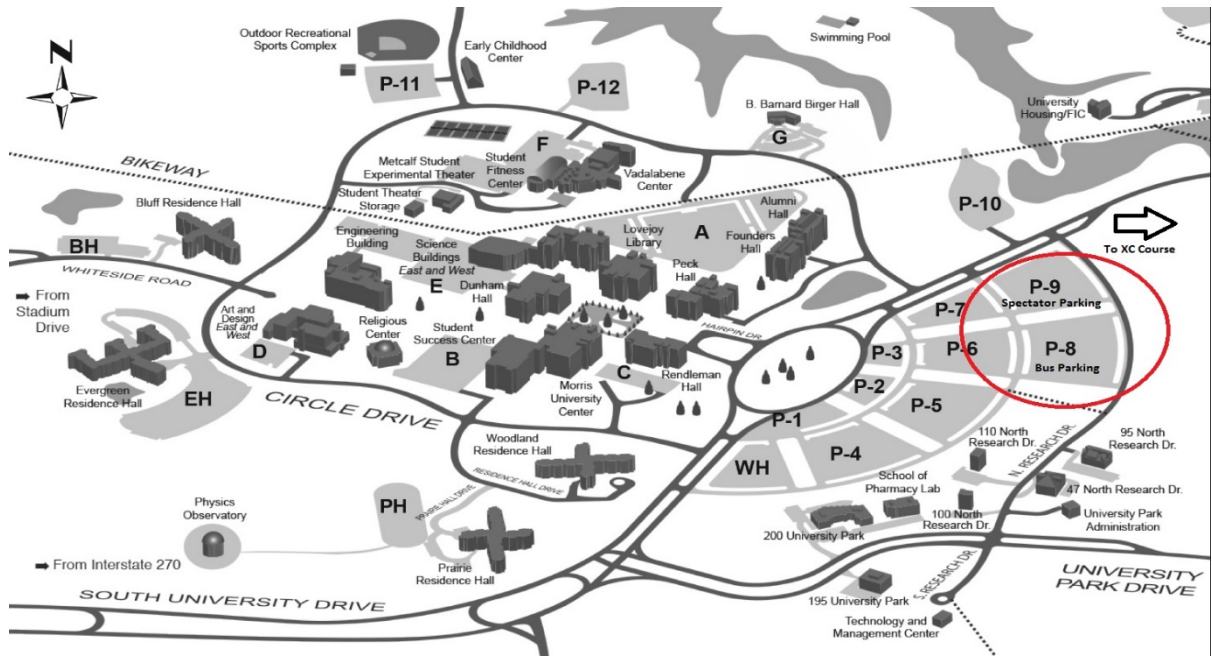 N
Outdoor Recreational
Sports Complex
P-11
Early Childhood
Center
P-12
Swimming Pool
B. Barnard Birger Hall
G
University
Housing/FIC
BIKEWAY
F
Metcalf Student
Experimental Theater
Student
Fitness
Center
Vadalabene
Center
Student Theater
Storage
Bluff Residence Hall
BH
WHITESIDE ROAD
From
Stadium
Drive
Engineering
Building
Science
Buildings
East and West
E
Lovejoy
Library
A
Alumni
Hall
Founders
Hall
Peck
Hall
Dunham
Hall
P-10
To XC Course
P-9
Spectator Parking
P-7
P-8
Bus Parking
P-6
P-3
P-2
P-5
P-1
P-4
WH
HAIRPIN DR
Art and
Design
East and
West
D
Religious
Center
Student
Success Center
B
Morris
University
Center
C
Rendleman
Hall
Evergreen
Residence Hall
EH
CIRCLE DRIVE
Woodland
Residence Hall
RESIDENCE HALL DRIVE
PRAIRIE HALL DRIVE
PH
Physics
Observatory
Prairie
Residence Hall
From Interstate 270
SOUTH UNIVERSITY DRIVE
110 North
Research Dr.
N. RESEARCH DR.
95 North
Research Dr.
47 North Research Dr.
School of
Pharmacy Lab
100 North
Research Dr.
University Park
Administration
200 University Park
195 University Park
S. RESEARCH DR.
Technology and
Management Center
UNIVERSITY
PARK DRIVE